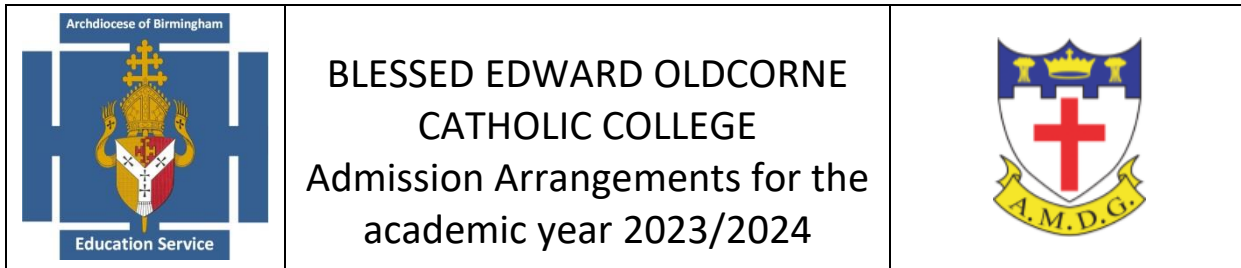 Archdiocese of Birmingham
Education Service
BLESSED EDWARD OLDCORNE
CATHOLIC COLLEGE
Admission Arrangements for the
academic year 2023/2024
A.M.D.G.